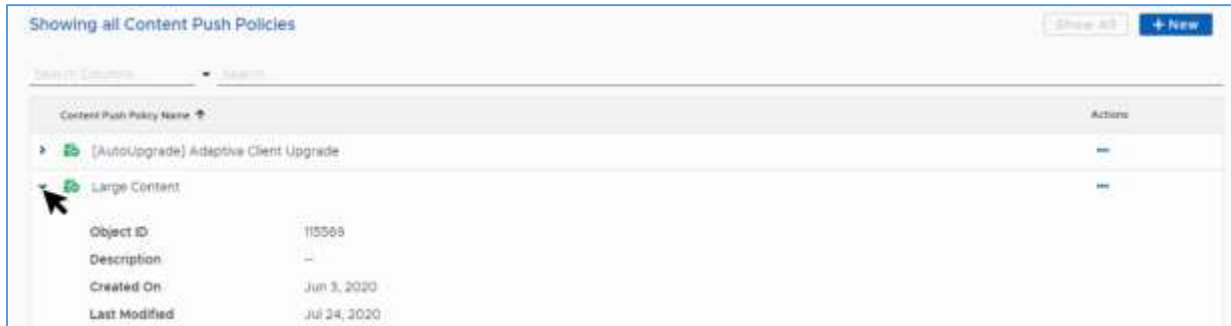 Showing all Content Push Policies
Show All + New
Search Columns... Search...
Content Push Policy Name Actions
[AutoUpgrade] Adaptiva Client Upgrade
Large Content
Object ID 115569
Description --
Created On Jun 3, 2020
Last Modified Jul 24, 2020